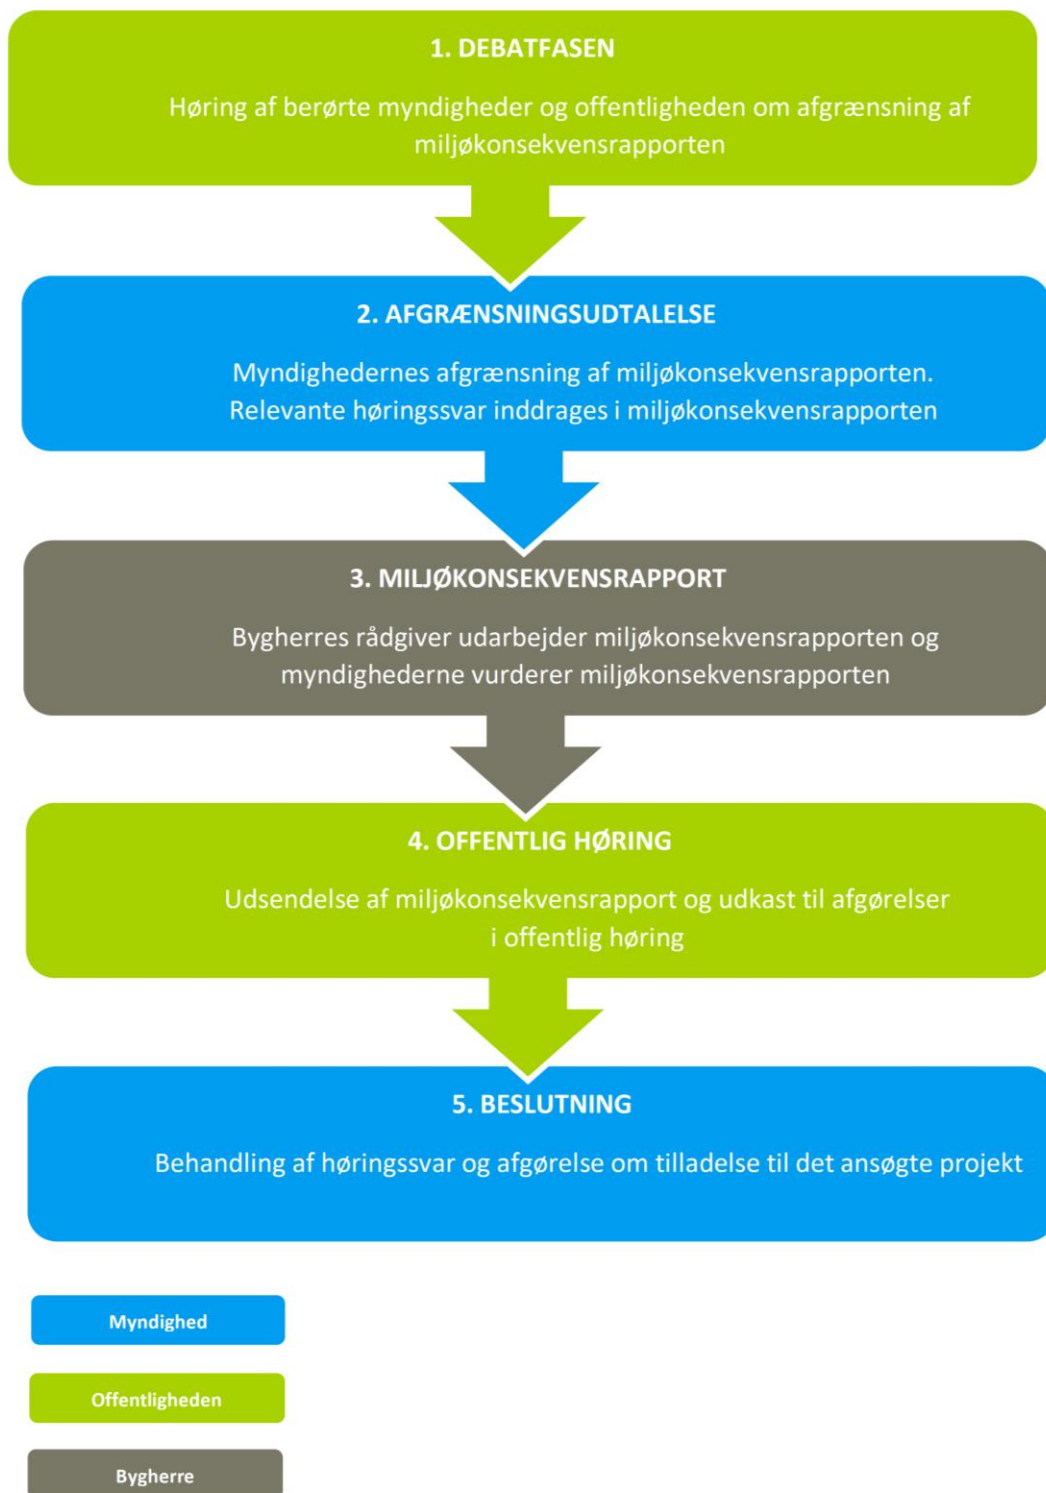 1. DEBATFASEN
Høring af berørte myndigheder og offentligheden om afgrænsning af
miljøkonsekvensrapporten
2. AFGRÆNSNINGSUDTALELSE
Myndighedernes afgrænsning af miljøkonsekvensrapporten.
Relevante høringssvar inddrages i miljøkonsekvensrapporten
3. MILJØKONSEKVENSRAPPORT
Bygherres rådgiver udarbejder miljøkonsekvensrapporten og
myndighederne vurderer miljøkonsekvensrapporten
4. OFFENTLIG HØRING
Udsendelse af miljøkonsekvensrapport og udkast til afgørelser
i offentlig høring
5. BESLUTNING
Behandling af høringssvar og afgørelse om tilladelse til det ansøgte projekt
Myndighed
Offentligheden
Bygherre